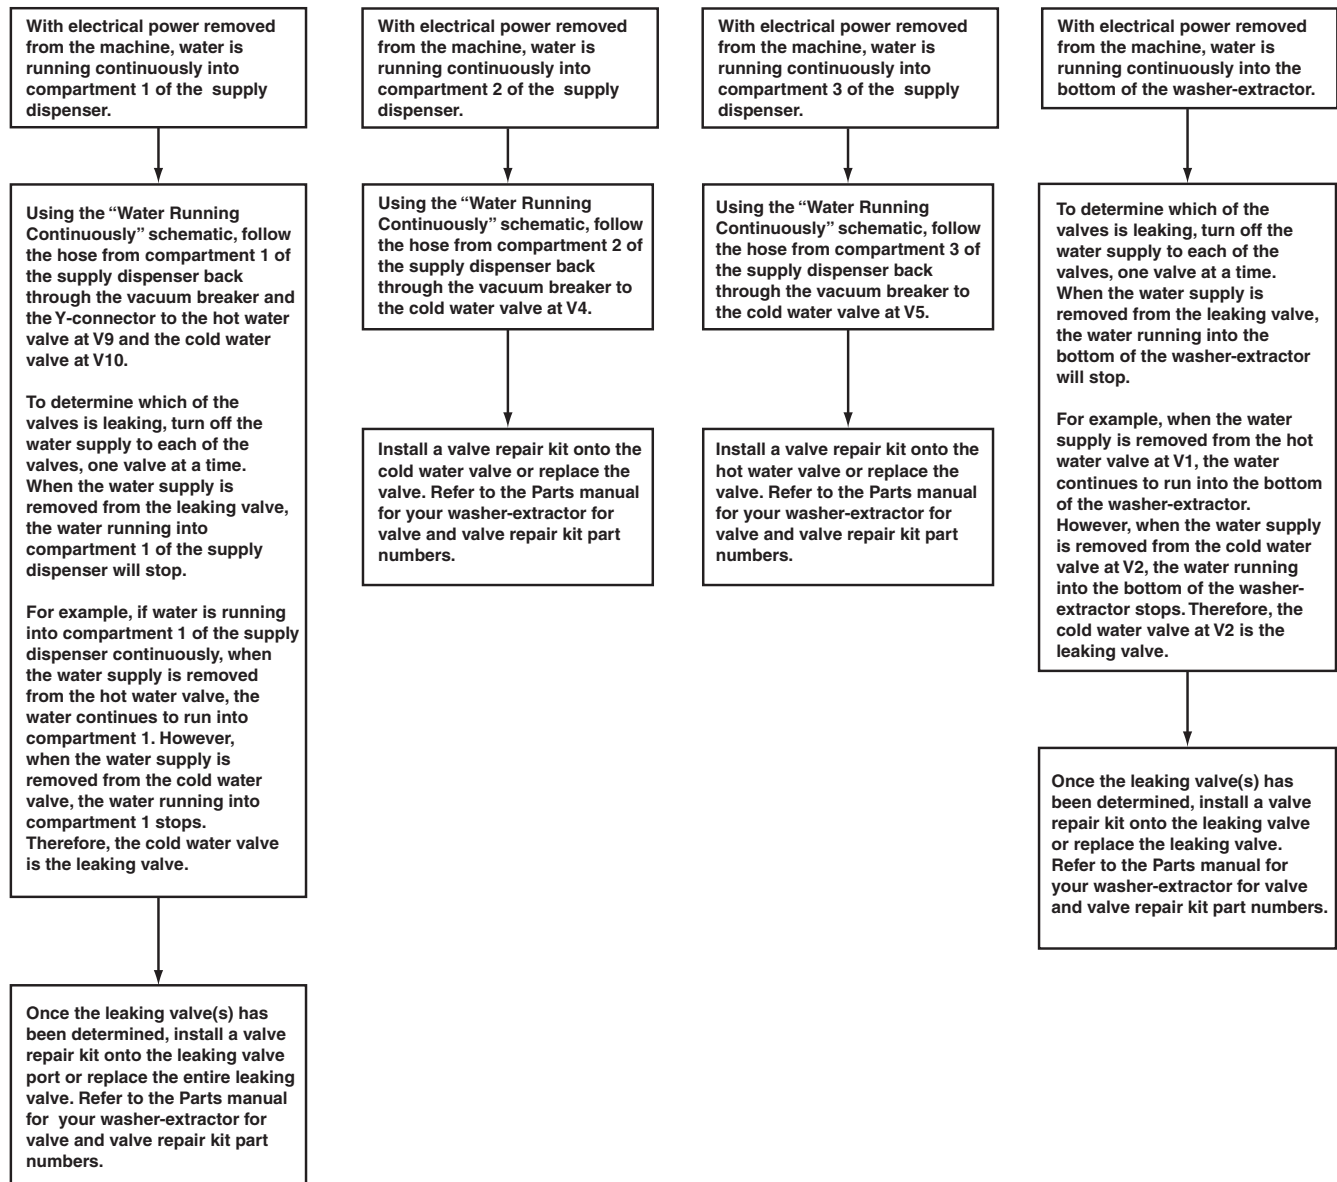 With electrical power removed
from the machine, water is
running continuously into
compartment 1 of the supply
dispenser.
Using the “Water Running
Continuously” schematic, follow
the hose from compartment 1 of
the supply dispenser back
through the vacuum breaker and
the Y-connector to the hot water
valve at V9 and the cold water
valve at V10.
To determine which of the
valves is leaking, turn off the
water supply to each of the
valves, one valve at a time.
When the water supply is
removed from the leaking valve,
the water running into
compartment 1 of the supply
dispenser will stop.
For example, if water is running
into compartment 1 of the supply
dispenser continuously, when
the water supply is removed
from the hot water valve, the
water continues to run into
compartment 1. However,
when the water supply is
removed from the cold water
valve, the water running into
compartment 1 stops.
Therefore, the cold water valve
is the leaking valve.
Once the leaking valve(s) has
been determined, install a valve
repair kit onto the leaking valve
port or replace the entire leaking
valve. Refer to the Parts manual
for your washer-extractor for
valve and valve repair kit part
numbers.
With electrical power removed
from the machine, water is
running continuously into
compartment 2 of the supply
dispenser.
Using the “Water Running
Continuously” schematic, follow
the hose from compartment 2 of
the supply dispenser back
through the vacuum breaker to
the cold water valve at V4.
Install a valve repair kit onto the
cold water valve or replace the
valve. Refer to the Parts manual
for your washer-extractor for
valve and valve repair kit part
numbers.
With electrical power removed
from the machine, water is
running continuously into
compartment 3 of the supply
dispenser.
Using the “Water Running
Continuously” schematic, follow
the hose from compartment 3 of
the supply dispenser back
through the vacuum breaker to
the cold water valve at V5.
Install a valve repair kit onto the
hot water valve or replace the
valve. Refer to the Parts manual
for your washer-extractor for
valve and valve repair kit part
numbers.
With electrical power removed
from the machine, water is
running continuously into the
bottom of the washer-extractor.
To determine which of the
valves is leaking, turn off the
water supply to each of the
valves, one valve at a time.
When the water supply is
removed from the leaking valve,
the water running into the
bottom of the washer-extractor
will stop.
For example, when the water
supply is removed from the hot
water valve at V1, the water
continues to run into the bottom
of the washer-extractor.
However, when the water supply
is removed from the cold water
valve at V2, the water running
into the bottom of the washer-
extractor stops. Therefore, the
cold water valve at V2 is the
leaking valve.
Once the leaking valve(s) has
been determined, install a valve
repair kit onto the leaking valve
or replace the leaking valve.
Refer to the Parts manual for
your washer-extractor for valve
and valve repair kit part numbers.